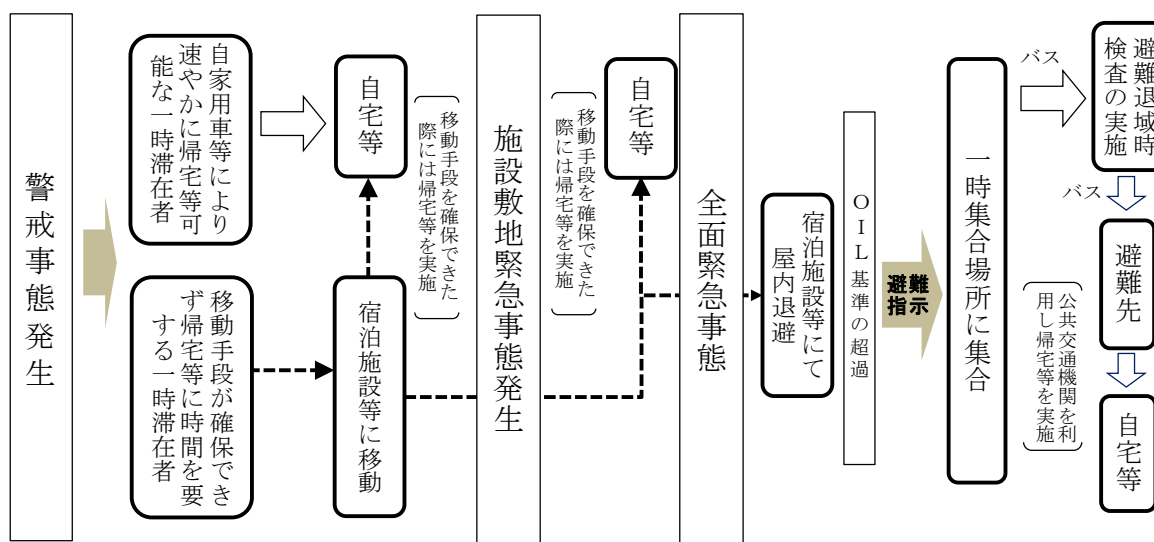 警戒事態発生
自家用車等により
速やかに帰宅等可
能な一時滞在者
移動手段が確保でき
ず帰宅等に時間を要
する一時滞在者
自宅等
宿泊施設等に移動
移動手段を確保できた
際には帰宅等を実施
施設敷地緊急事態発生
移動手段を確保できた
際には帰宅等を実施
自宅等
全面緊急事態
宿泊施設等にて
屋内退避
OIL基準の超過
避難
指示
一時集合場所に集合
バス
避難退域時
検査の実施
バス
避難先
公共交通機関を利
用し帰宅等を実施
自宅等